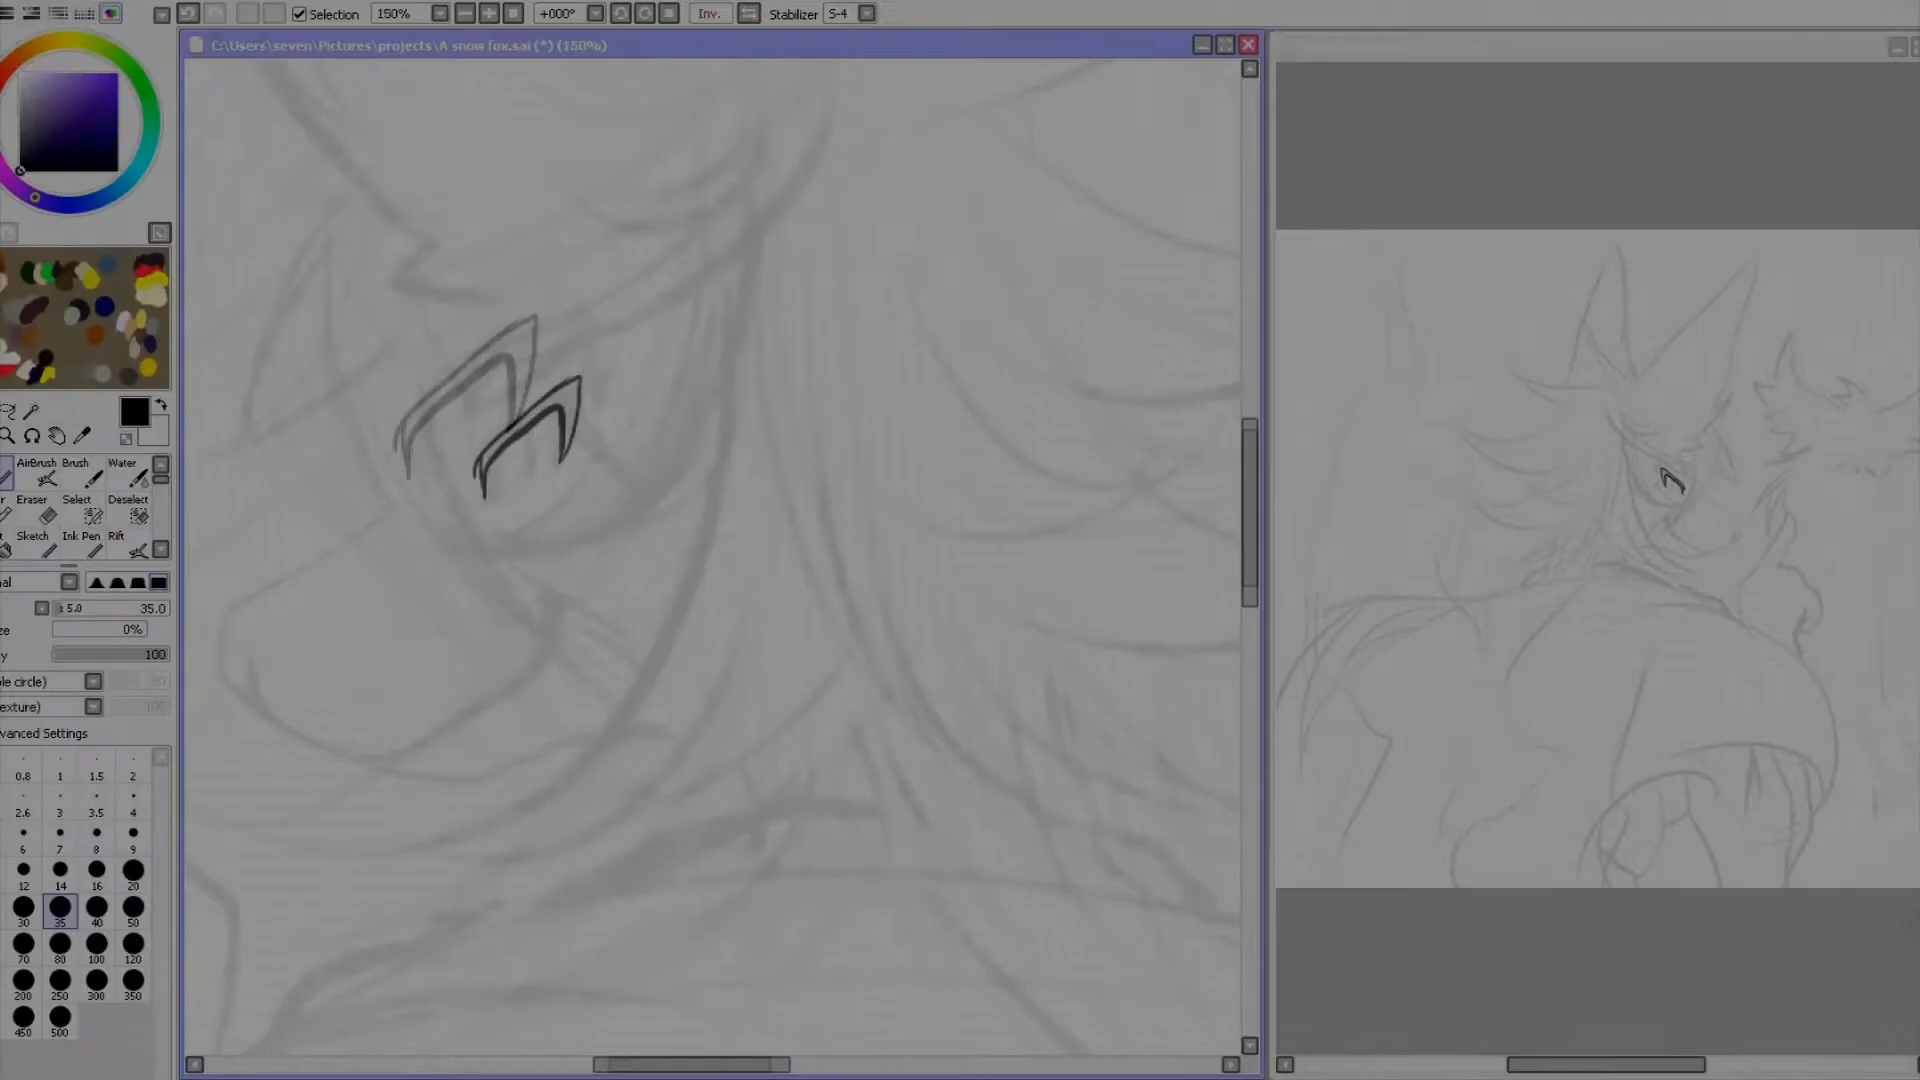 Selection 150% +000° Inv. Stabilizer S-4
C:\Users\seven\Pictures\projects\A snow fox.sai (*) (150%)
AirBrush Brush Water
Eraser Select Deselect
Sketch Ink Pen Rift
al
x 5.0 35.0
ze 0%
y 100
le circle)
exture)
vanced Settings
0.8 1 1.5 2
2.6 3 3.5 4
6 7 8 9
12 14 16 20
30 35 40 50
70 80 100 120
200 250 300 350
450 500